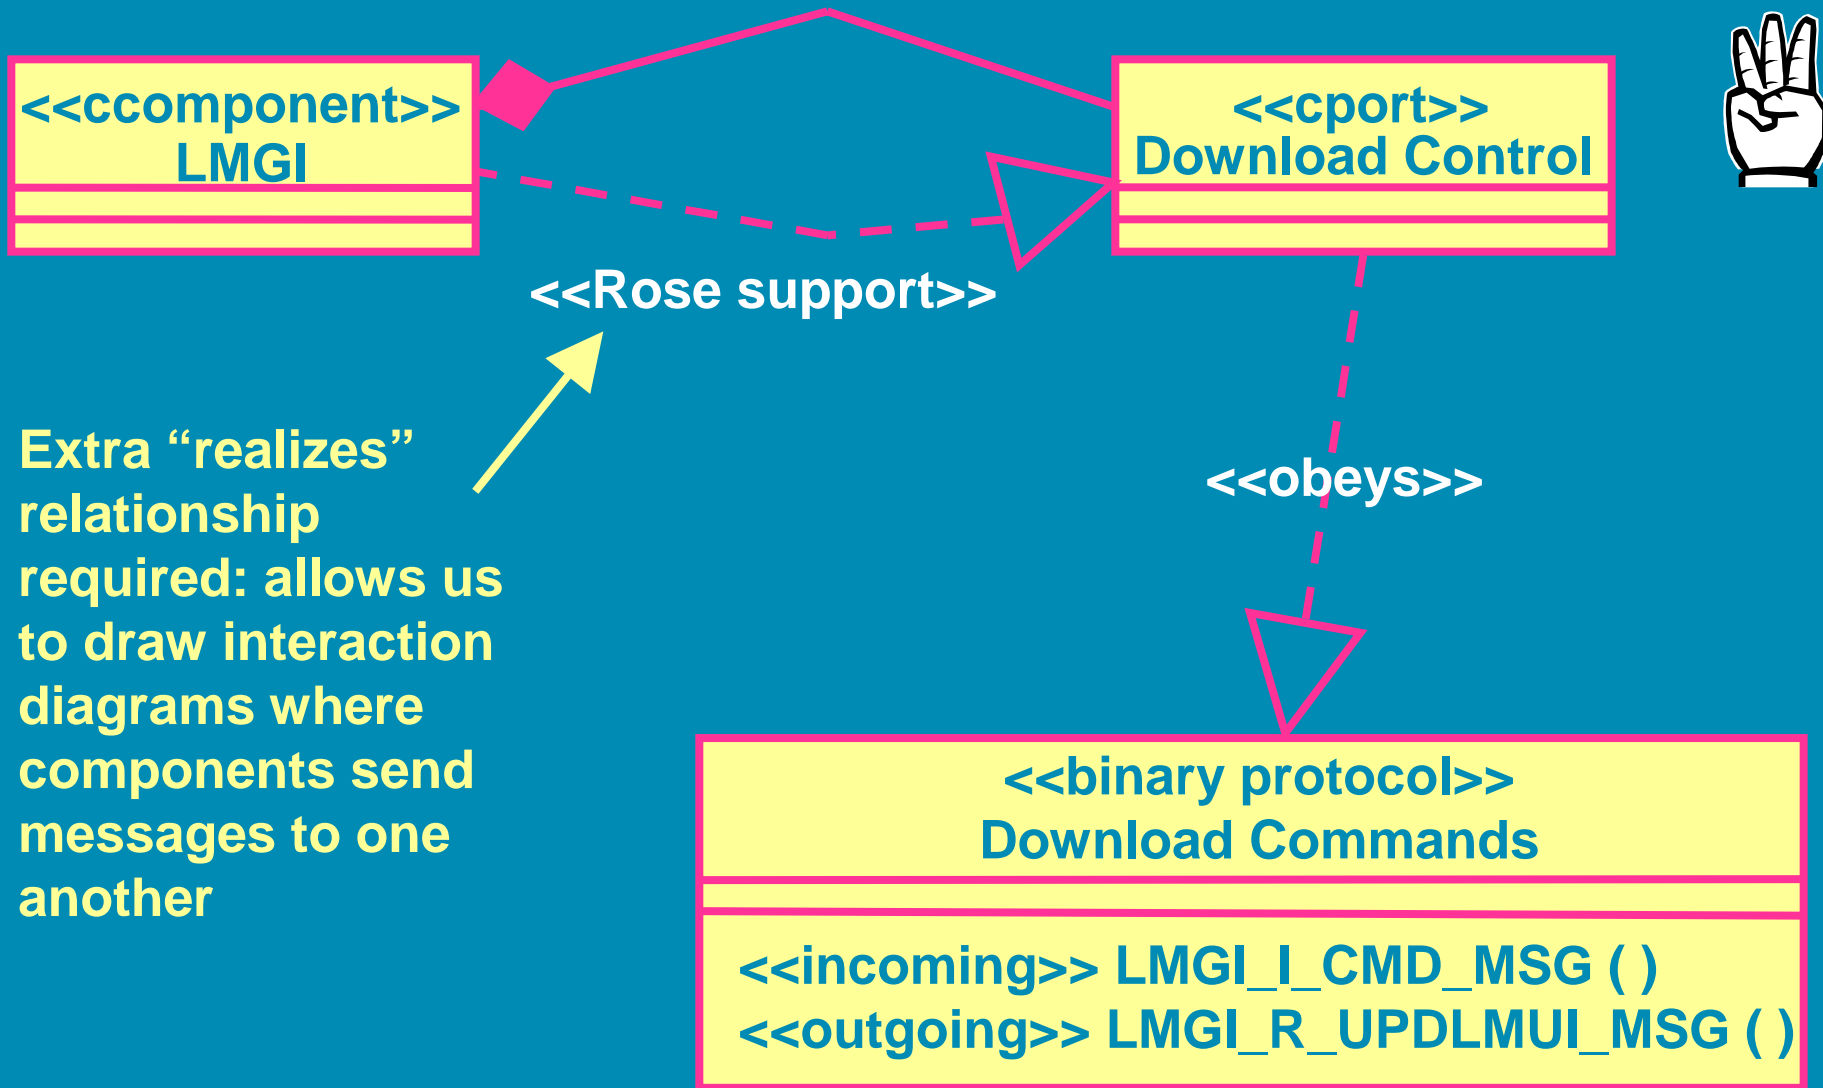 <<ccomponent>>
LMGI
<<cport>>
Download Control
<<Rose support>>
Extra “realizes”
relationship
required: allows us
to draw interaction
diagrams where
components send
messages to one
another
<<obeys>>
<<binary protocol>>
Download Commands
<<incoming>> LMGI_I_CMD_MSG ( )
<<outgoing>> LMGI_R_UPDLMUI_MSG ( )